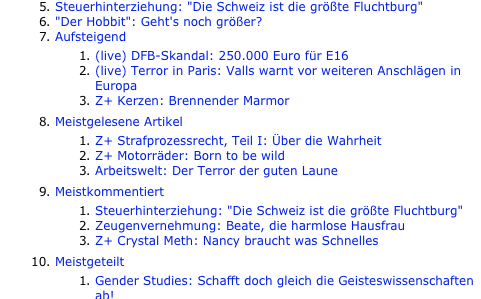 5. Steuerhinterziehung: "Die Schweiz ist die größte Fluchtburg"
6. "Der Hobbit": Geht's noch größer?
7. Aufsteigend
1. (live) DFB-Skandal: 250.000 Euro für E16
2. (live) Terror in Paris: Valls warnt vor weiteren Anschlägen in
Europa
3. Z+ Kerzen: Brennender Marmor
8. Meistgelesene Artikel
1. Z+ Strafprozessrecht, Teil I: Über die Wahrheit
2. Z+ Motorräder: Born to be wild
3. Arbeitswelt: Der Terror der guten Laune
9. Meistkommentiert
1. Steuerhinterziehung: "Die Schweiz ist die größte Fluchtburg"
2. Zeugenvernehmung: Beate, die harmlose Hausfrau
3. Z+ Crystal Meth: Nancy braucht was Schnelles
10. Meistgeteilt
1. Gender Studies: Schafft doch gleich die Geisteswissenschaften
ab!